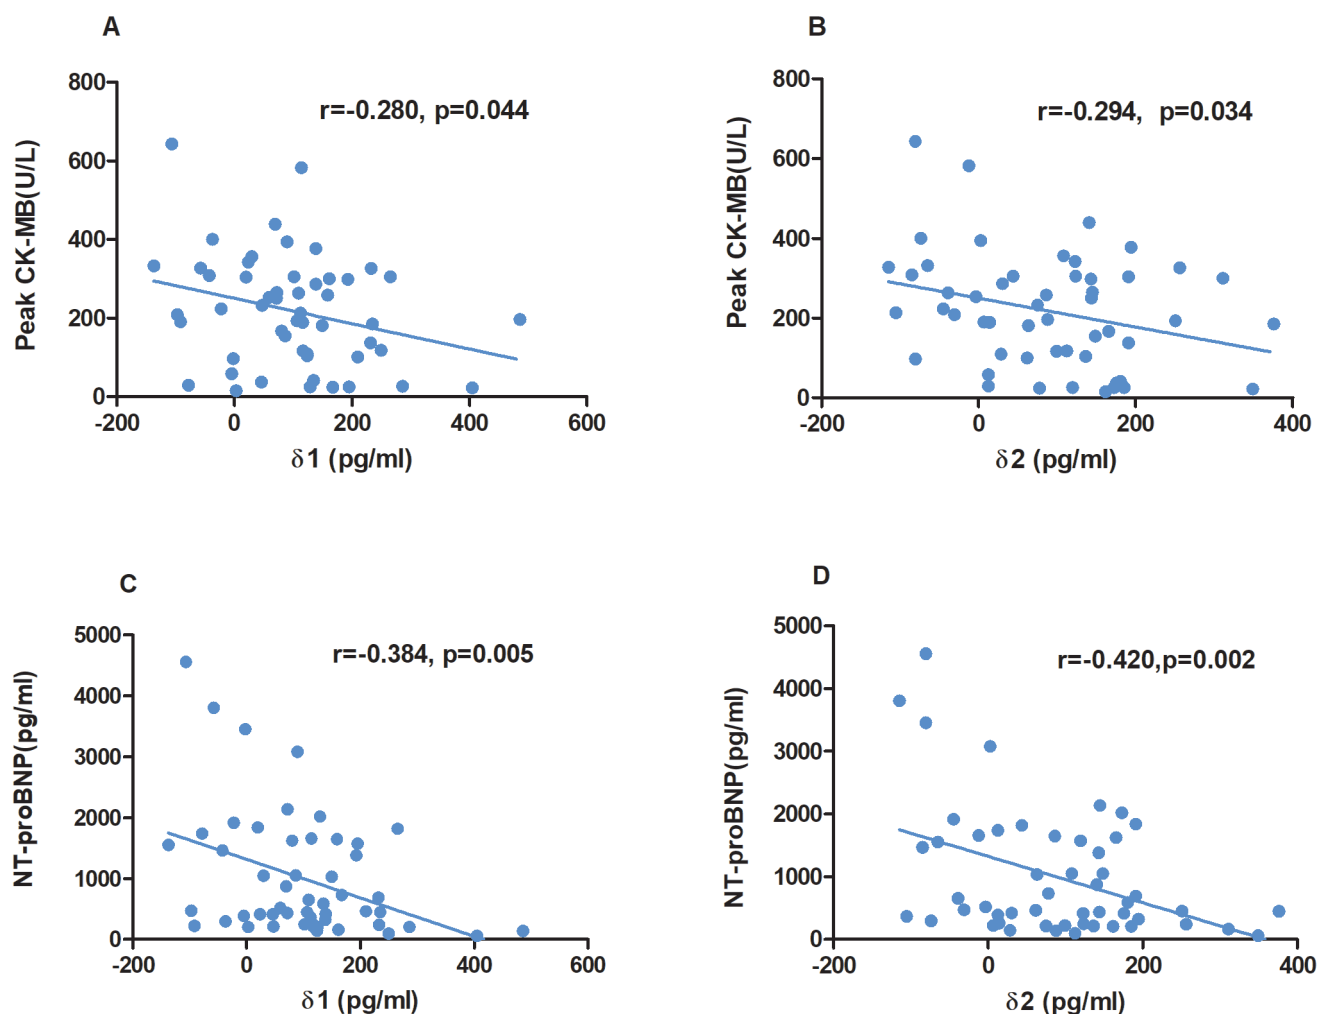 A
Peak CK-MB(U/L)
800
600
400
200
0
r=-0.280, p=0.044
-200 0 200 400 600
δ1 (pg/ml)
B
Peak CK-MB(U/L)
800
600
400
200
0
r=-0.294, p=0.034
-200 0 200 400
δ2 (pg/ml)
C
NT-proBNP(pg/ml)
5000
4000
3000
2000
1000
0
r=-0.384, p=0.005
-200 0 200 400 600
δ1 (pg/ml)
D
NT-proBNP(pg/ml)
5000
4000
3000
2000
1000
0
r=-0.420,p=0.002
-200 0 200 400
δ2 (pg/ml)